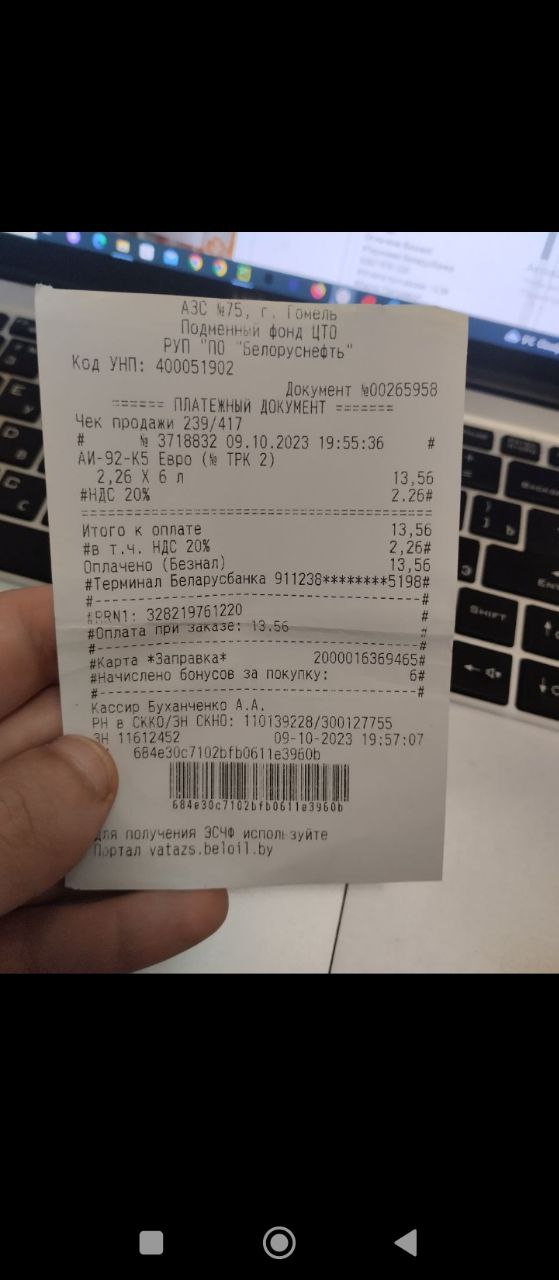 АЗС №75, г. Гомель
Подменный фонд ЦТО
РУП "ПО "Белоруснефть"
Код УНП: 400051902
Документ №00265958
====== ПЛАТЕЖНЫЙ ДОКУМЕНТ =======
Чек продажи 239/417
# № 3718832 09.10.2023 19:55:36 #
АИ-92-К5 Евро (№ ТРК 2)
2,26 X 6 л 13,56
#НДС 20% 2.26#
Итого к оплате 13,56
#в т.ч. НДС 20% 2,26#
Оплачено (Безнал) 13,56
#Терминал Беларусбанка 911238********5198#
#--------------------------------------#
#RRN1: 328219761220 #
#Оплата при заказе: 13.56 #
#--------------------------------------#
#Карта *Заправка* 2000016369465#
#Начислено бонусов за покупку: 6#
#--------------------------------------#
Кассир Буханченко А.А.
РН в СККО/ЗН СКНО: 110139228/300127755
ЗН 11612452 09-10-2023 19:57:07
684e30c7102bfb0611e3960b
684e30c7102bfb0611e3960b
для получения ЭСЧФ используйте
Портал vatazs.beloil.by
SHIFT